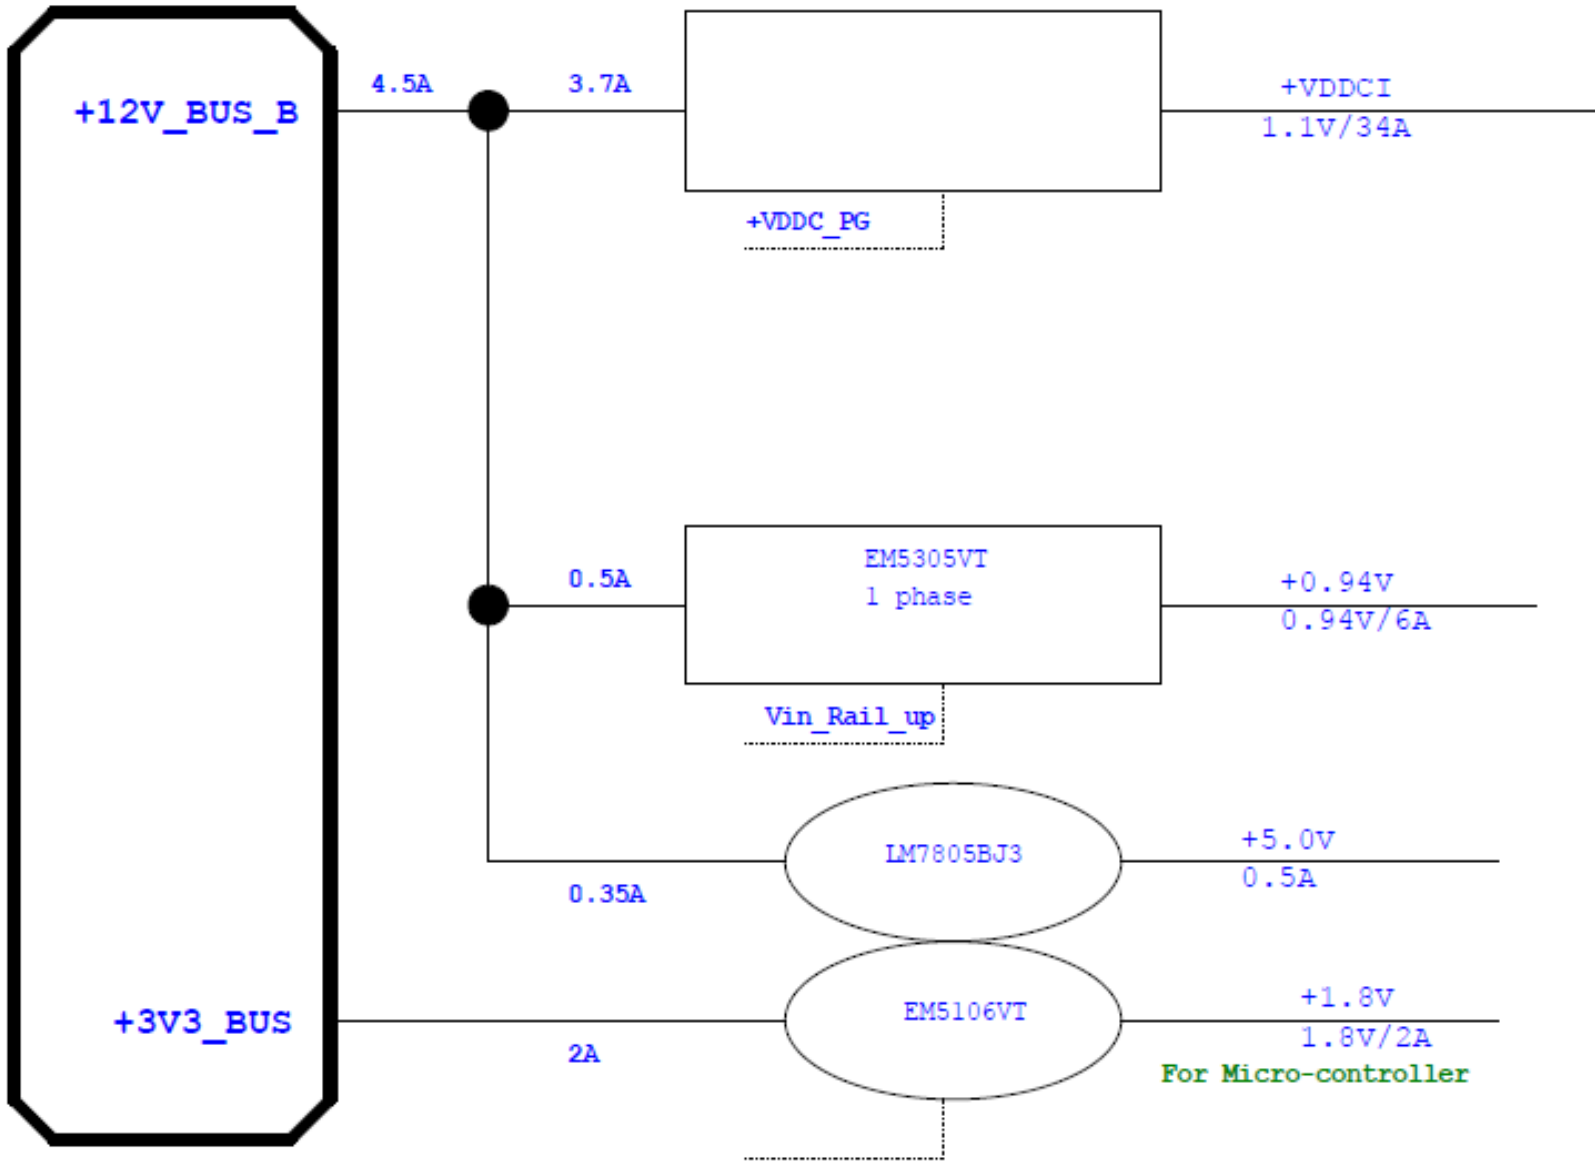 4.5A
3.7A
+VDDCI
+12V_BUS_B
1.1V/34A
+VDDC_PG
EM5305VT
0.5A
1 phase
+0.94V
0.94V/6A
Vin_Rail_up
LM7805BJ3
+5.0V
0.35A
0.5A
EM5106VT
+1.8V
+3V3_BUS
2A
1.8V/2A
For Micro-controller